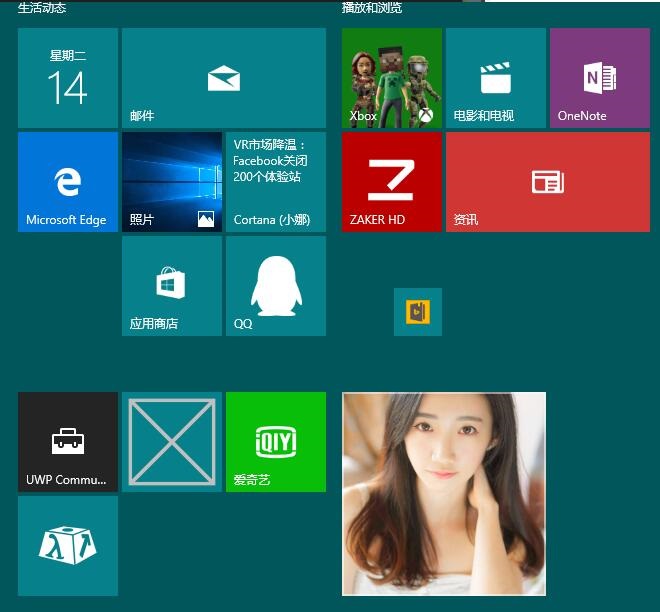 生活动态
播放和浏览
星期二
14
邮件
Xbox
电影和电视
OneNote
N
Microsoft Edge
照片
VR市场降温：
Facebook关闭
200个体验站
Cortana (小娜)
ZAKER HD
资讯
应用商店
QQ
UWP Commu...
QIY
爱奇艺
λ